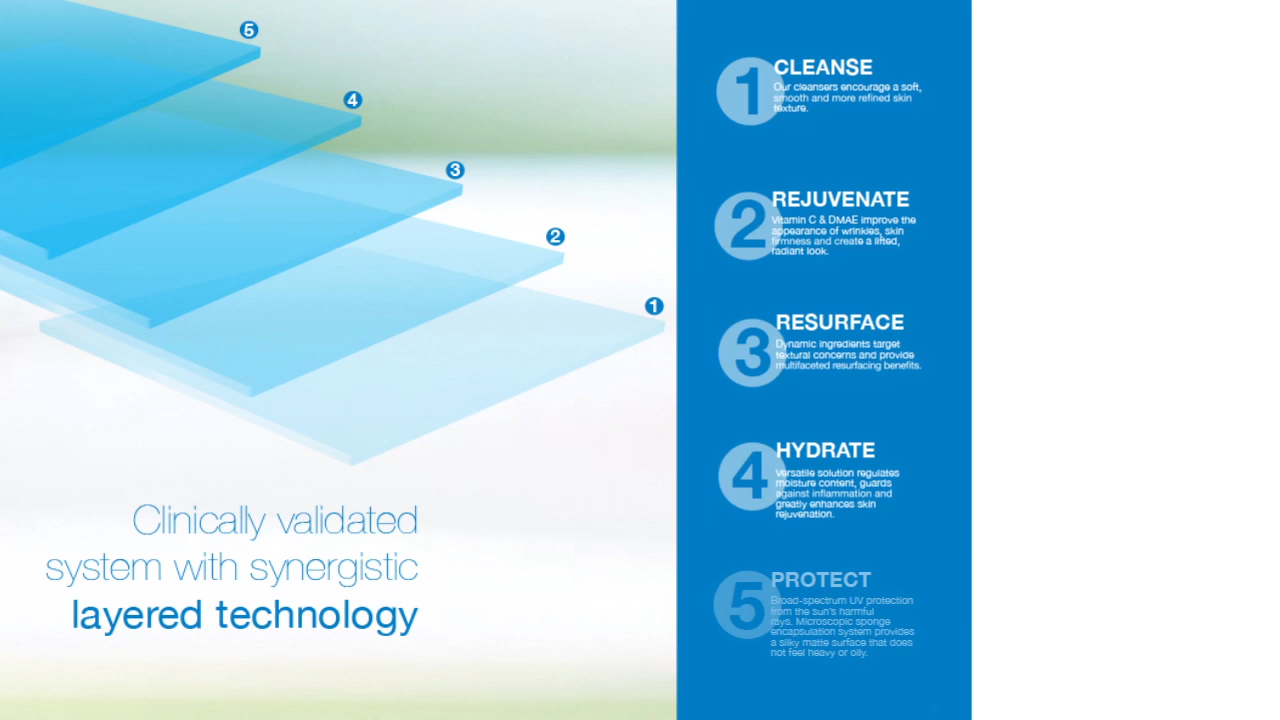 5
4
3
2
1
Clinically validated
system with synergistic
layered technology
1
CLEANSE
Our cleansers encourage a soft,
smooth and more refined skin
texture.
2
REJUVENATE
Vitamin C & DMAE improve the
appearance of wrinkles, skin
firmness and create a lifted,
radiant look.
3
RESURFACE
Dynamic ingredients target
textural concerns and provide
multifaceted resurfacing benefits.
4
HYDRATE
Versatile solution regulates
moisture content, guards
against inflammation and
greatly enhances skin
rejuvenation.
5
PROTECT
Broad-spectrum UV protection
from the sun's harmful
rays. Microscopic sponge
encapsulation system provides
a silky matte surface that does
not feel heavy or oily.